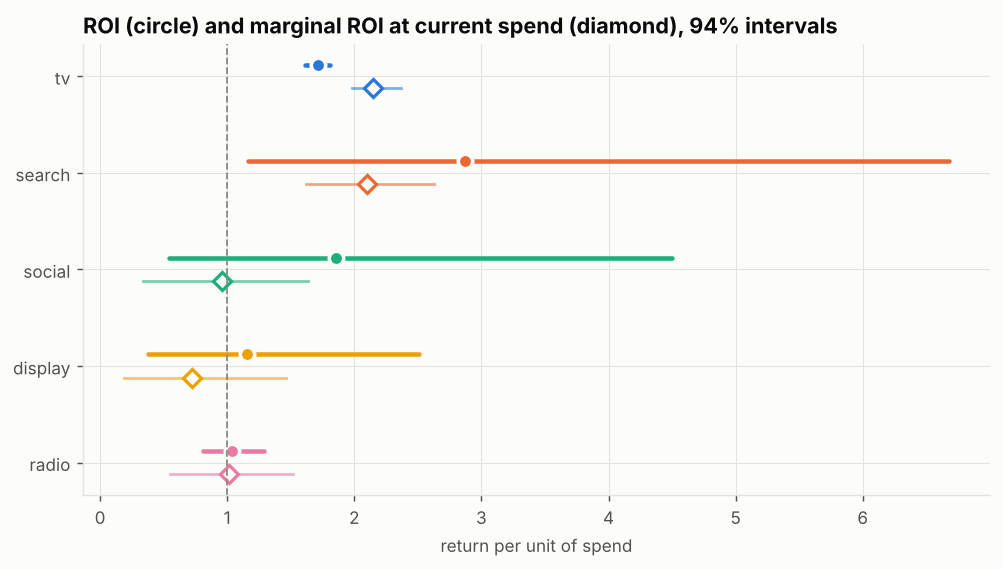 ROI (circle) and marginal ROI at current spend (diamond), 94% intervals
tv
search
social
display
radio
0 1 2 3 4 5 6
return per unit of spend